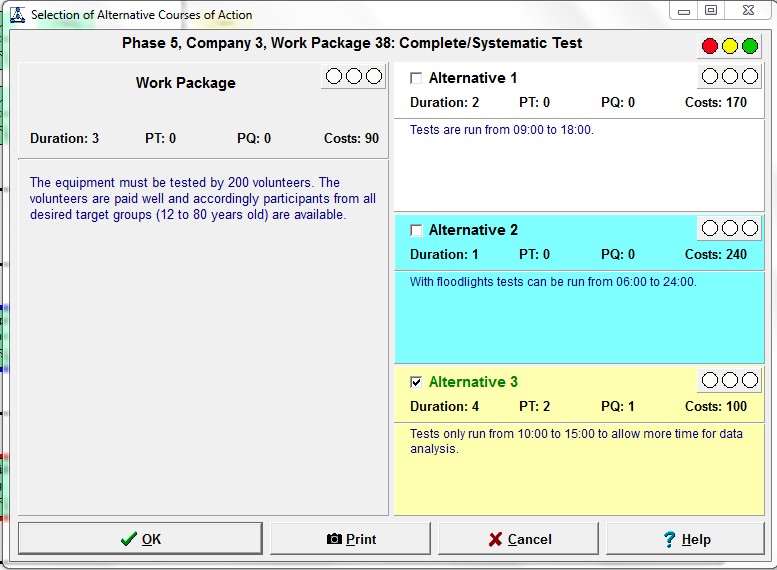 Selection of Alternative Courses of Action
Phase 5, Company 3, Work Package 38: Complete/Systematic Test
Work Package
Duration: 3 PT: 0 PQ: 0 Costs: 90
The equipment must be tested by 200 volunteers. The
volunteers are paid well and accordingly participants from all
desired target groups (12 to 80 years old) are available.
Alternative 1
Duration: 2 PT: 0 PQ: 0 Costs: 170
Tests are run from 09:00 to 18:00.
Alternative 2
Duration: 1 PT: 0 PQ: 0 Costs: 240
With floodlights tests can be run from 06:00 to 24:00.
Alternative 3
Duration: 4 PT: 2 PQ: 1 Costs: 100
Tests only run from 10:00 to 15:00 to allow more time for data
analysis.
OK Print Cancel Help